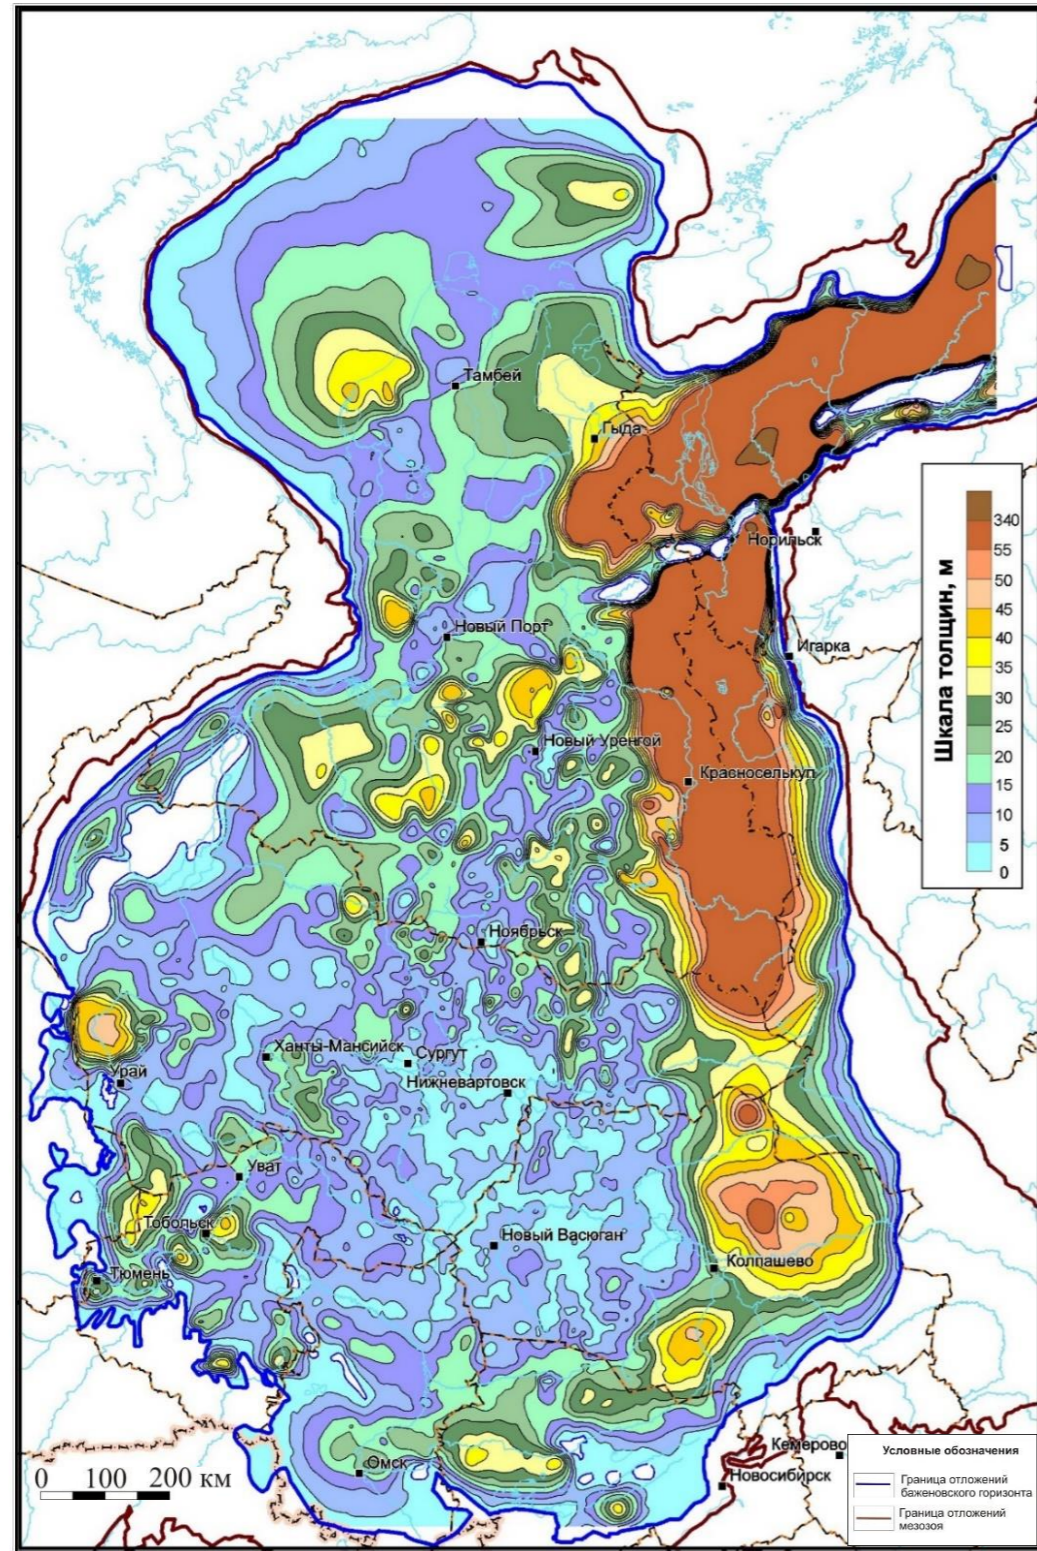 Тамбей
Гыда
Норильск
Новый Порт
Игарка
Новый Уренгой
Красноселькуп
Ноябрьск
Ханты-Мансийск
Сургут
Урай
Нижневартовск
Уват
Тобольск
Новый Васюган
Колпашево
Тюмень
Омск
Кемерово
Новосибирск
Шкала толщин, м
340
55
50
45
40
35
30
25
20
15
10
5
0
0 100 200 км
Условные обозначения
Граница отложений
баженовского горизонта
Граница отложений
мезозоя